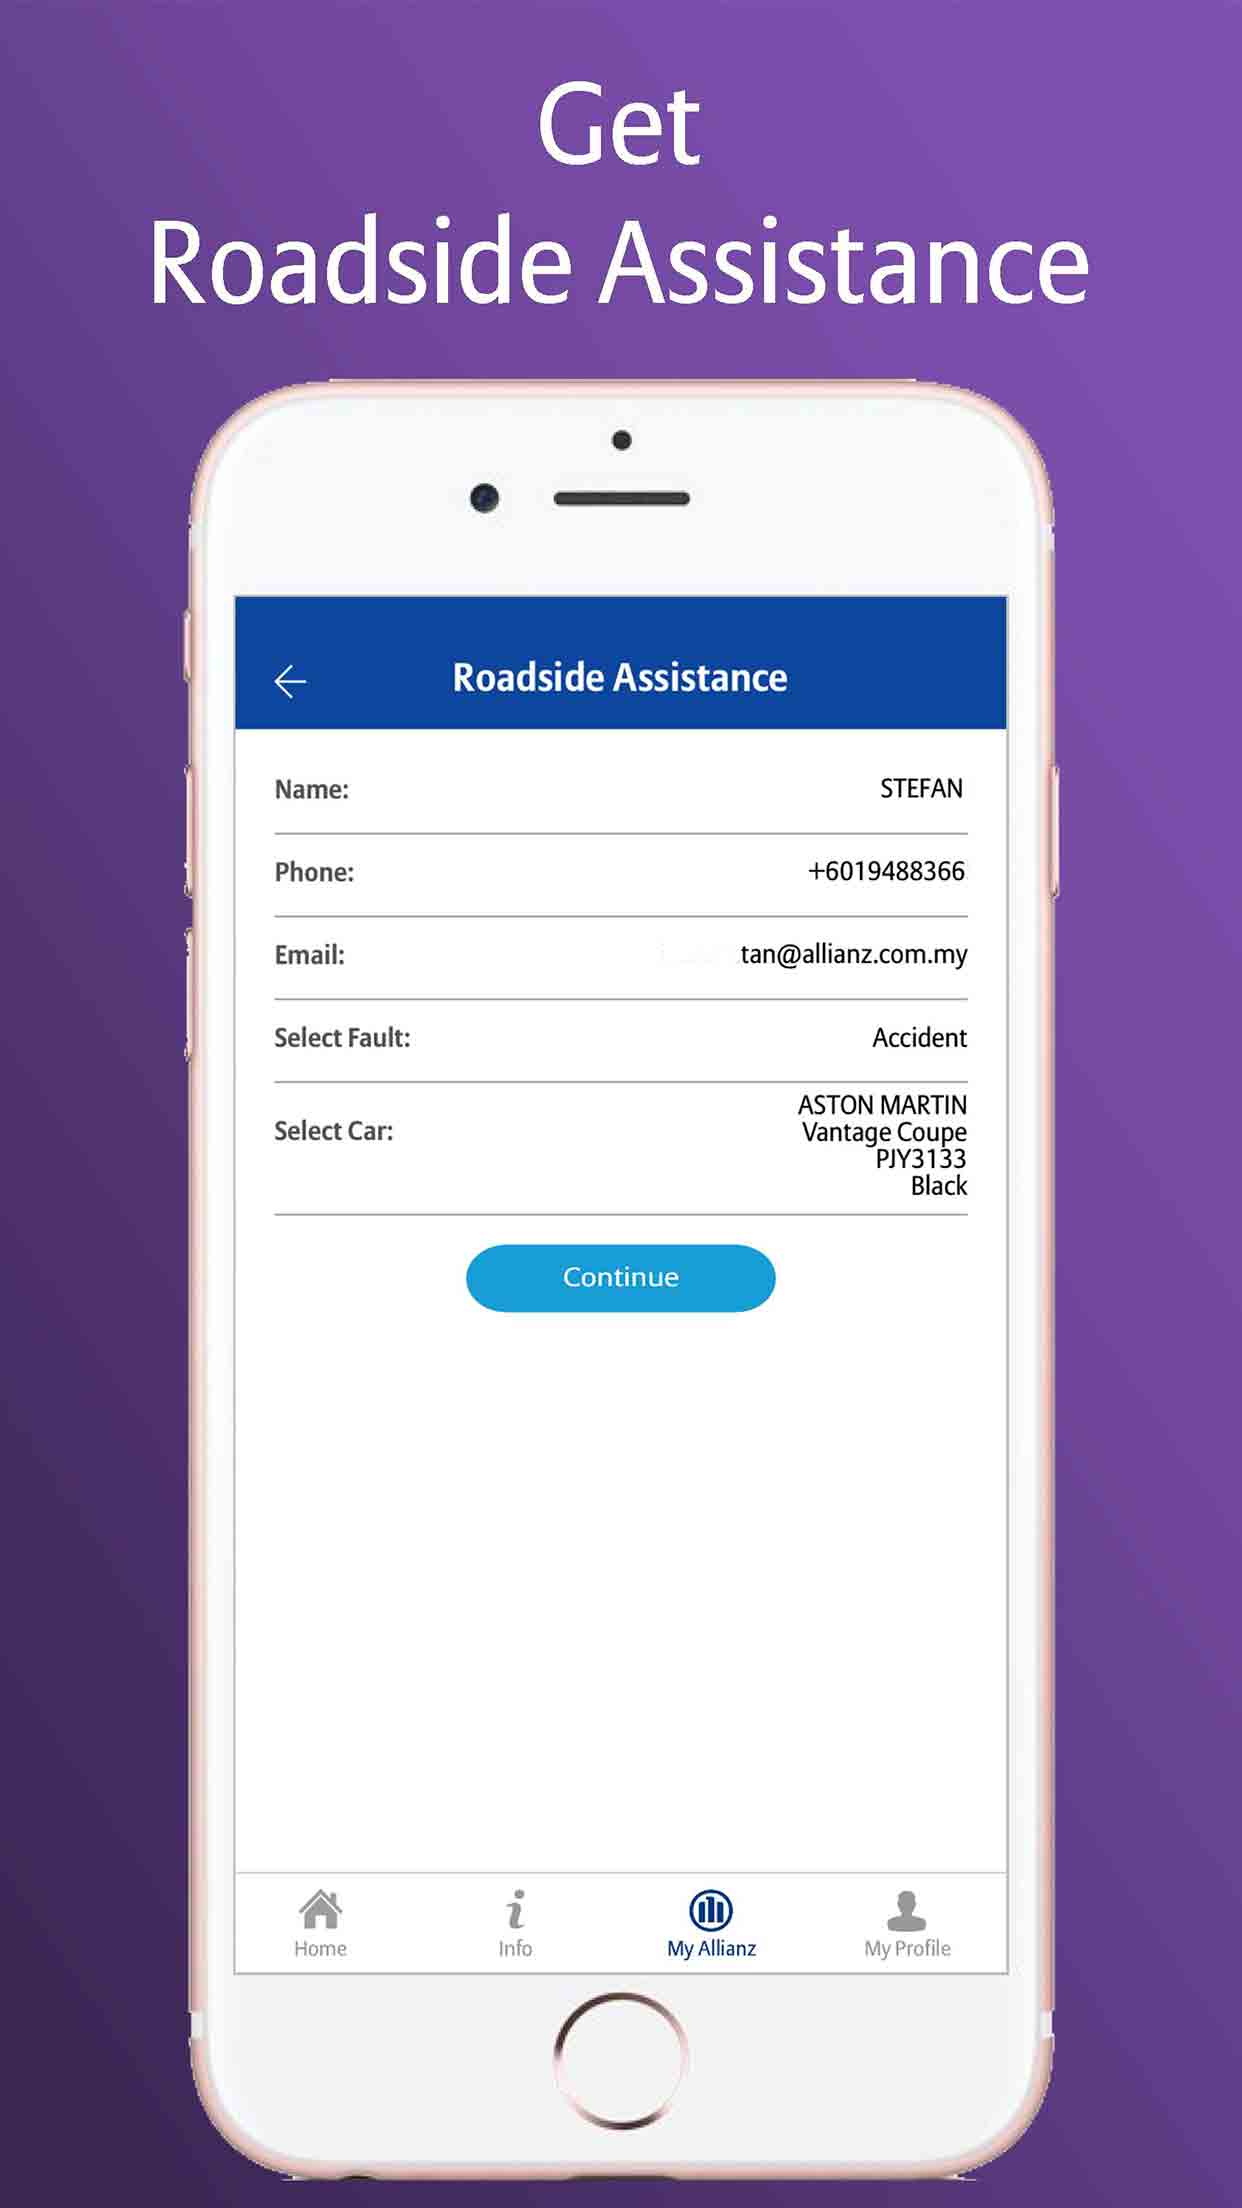 Get
Roadside Assistance
Roadside Assistance
Name: STEFAN
Phone: +6019488366
Email: tan@allianz.com.my
Select Fault: Accident
Select Car: ASTON MARTIN
Vantage Coupe
PJY3133
Black
Continue
Home Info My Allianz My Profile